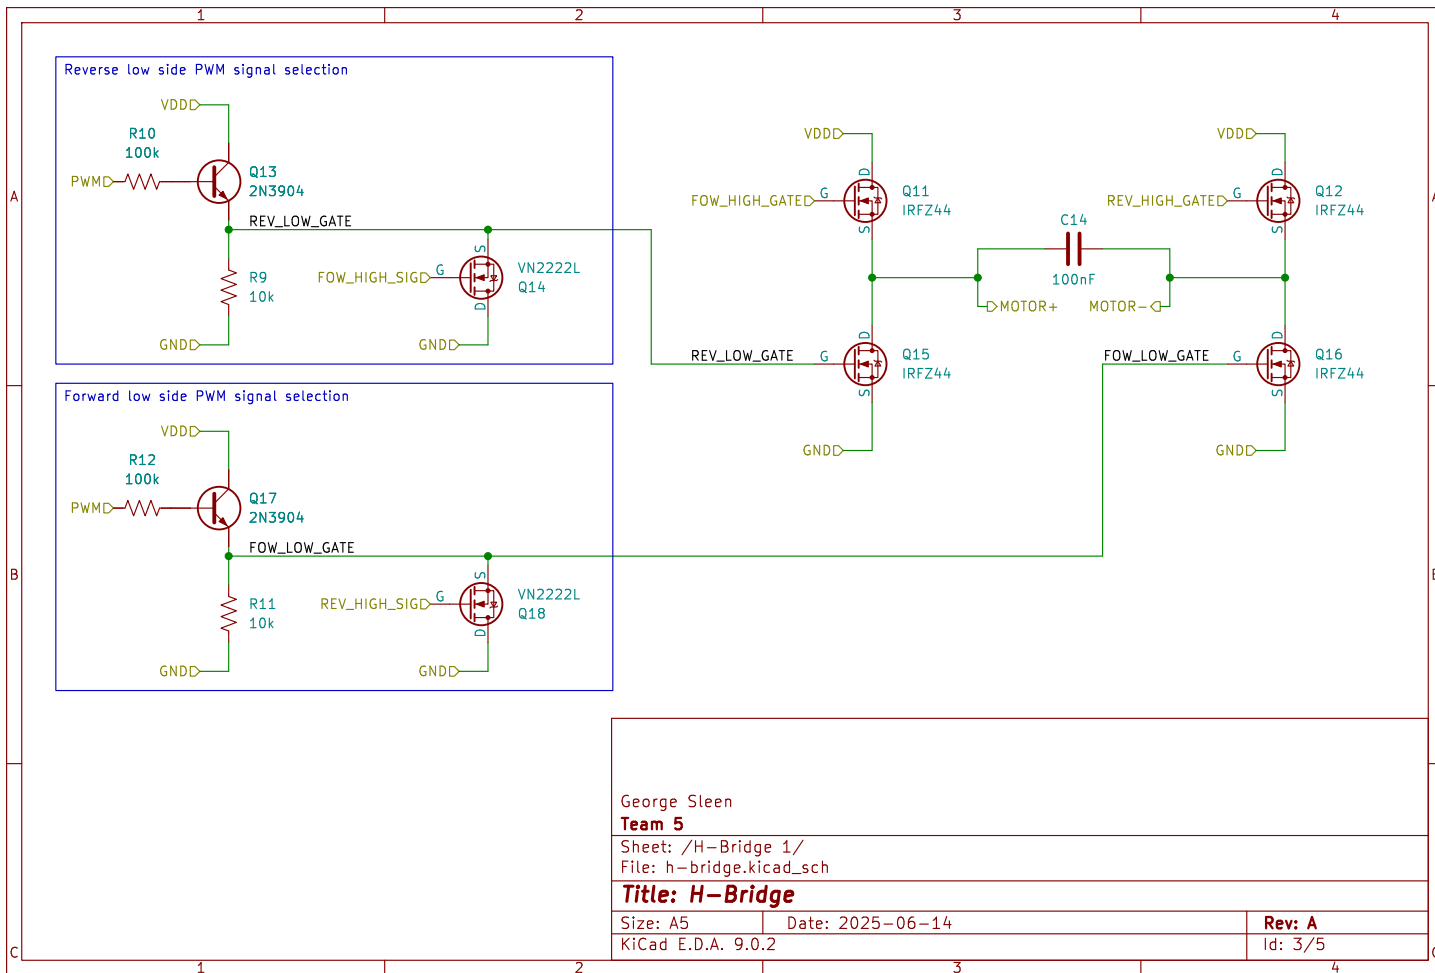 1 2 3 4
Reverse low side PWM signal selection
VDD
R10
100k
PWM
Q13
2N3904
REV_LOW_GATE
R9
10k
GND
FOW_HIGH_SIG
G
S
D
VN2222L
Q14
GND
VDD
FOW_HIGH_GATE
G
D
S
Q11
IRFZ44
VDD
REV_HIGH_GATE
G
D
S
Q12
IRFZ44
C14
100nF
MOTOR+
MOTOR-
REV_LOW_GATE
G
D
S
Q15
IRFZ44
GND
FOW_LOW_GATE
G
D
S
Q16
IRFZ44
GND
A
Forward low side PWM signal selection
VDD
R12
100k
PWM
Q17
2N3904
FOW_LOW_GATE
R11
10k
GND
REV_HIGH_SIG
G
S
D
VN2222L
Q18
GND
B
George Sleen
Team 5
Sheet: /H-Bridge 1/
File: h-bridge.kicad_sch
Title: H-Bridge
Size: A5
Date: 2025-06-14
Rev: A
KiCad E.D.A. 9.0.2
Id: 3/5
C
1 2 3 4